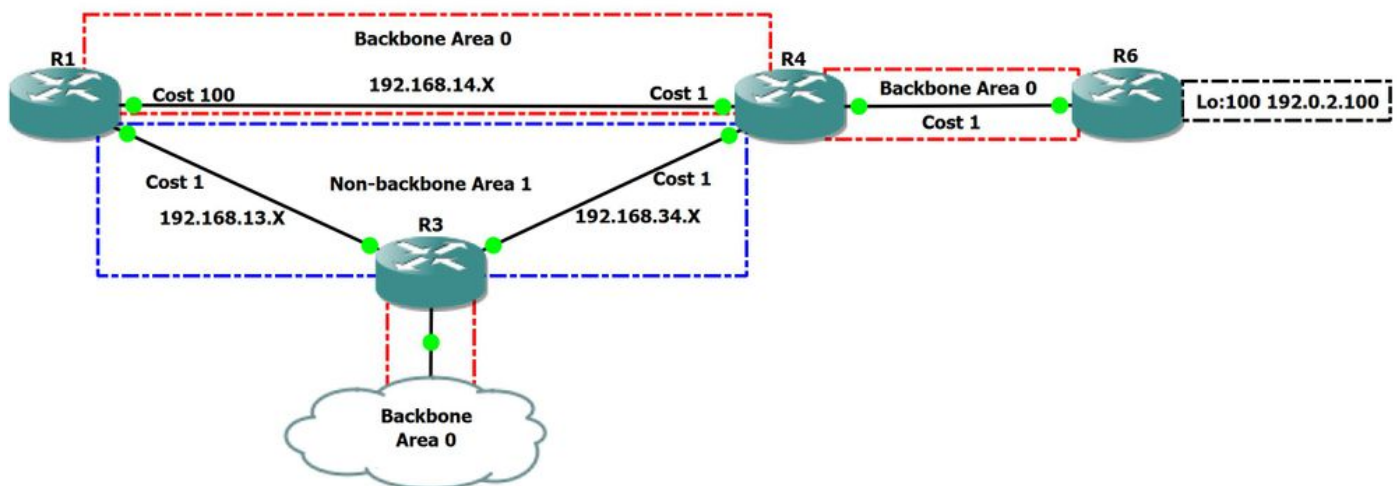 Backbone Area 0
R1
R4
R6
192.168.14.X
Cost 100
Cost 1
Backbone Area 0
Cost 1
Lo:100 192.0.2.100
Cost 1
Non-backbone Area 1
Cost 1
192.168.13.X
192.168.34.X
R3
Backbone
Area 0